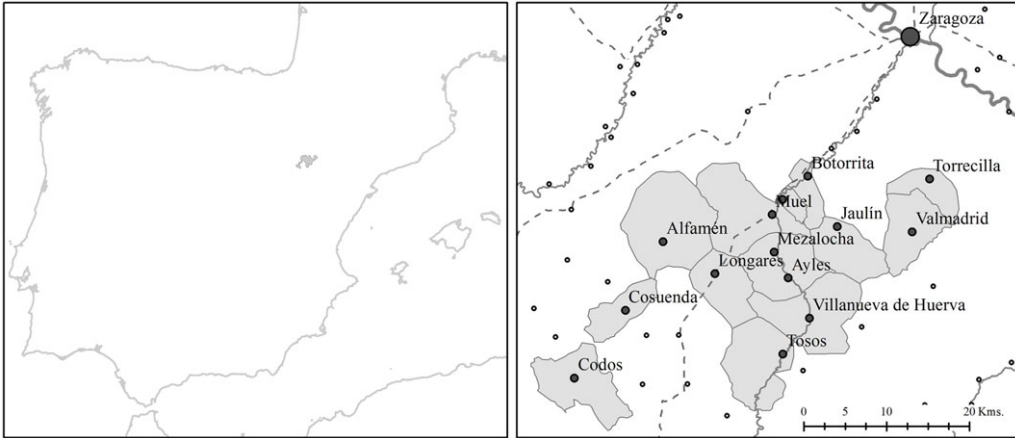 Zaragoza
Botorrita
Torrecilla
Muel
Jaulín
Valmadrid
Alfamén
Mezalocha
Longares
Ayles
Cosuenda
Villanueva de Huerva
Tosos
Codos
0 5 10 20 Kms.